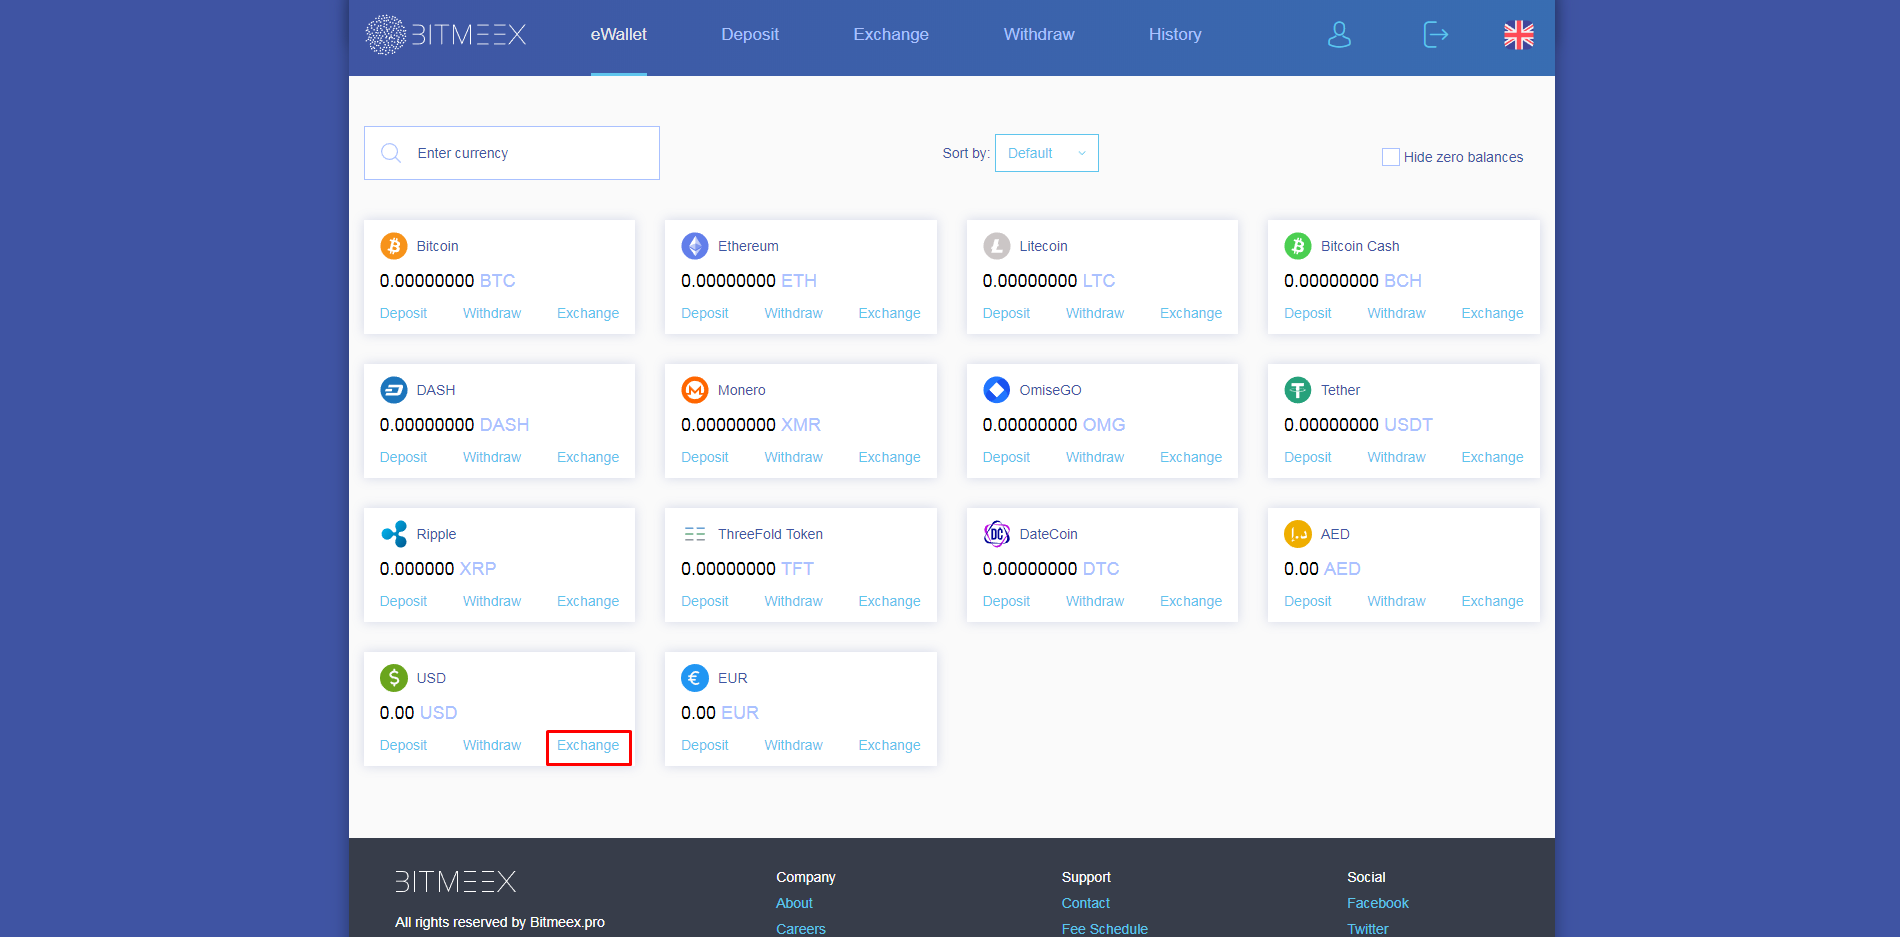 BITMEEX eWallet Deposit Exchange Withdraw History
Enter currency Sort by: Default Hide zero balances
Bitcoin Ethereum Litecoin Bitcoin Cash
0.00000000 BTC 0.00000000 ETH 0.00000000 LTC 0.00000000 BCH
Deposit Withdraw Exchange Deposit Withdraw Exchange Deposit Withdraw Exchange Deposit Withdraw Exchange
DASH Monero OmiseGO Tether
0.00000000 DASH 0.00000000 XMR 0.00000000 OMG 0.00000000 USDT
Deposit Withdraw Exchange Deposit Withdraw Exchange Deposit Withdraw Exchange Deposit Withdraw Exchange
Ripple ThreeFold Token DC DateCoin AED
0.000000 XRP 0.00000000 TFT 0.00000000 DTC 0.00 AED
Deposit Withdraw Exchange Deposit Withdraw Exchange Deposit Withdraw Exchange Deposit Withdraw Exchange
USD EUR
0.00 USD 0.00 EUR
Deposit Withdraw Exchange Deposit Withdraw Exchange
BITMEEX Company Support Social
About Contact Facebook
All rights reserved by Bitmeex.pro Careers Fee Schedule Twitter